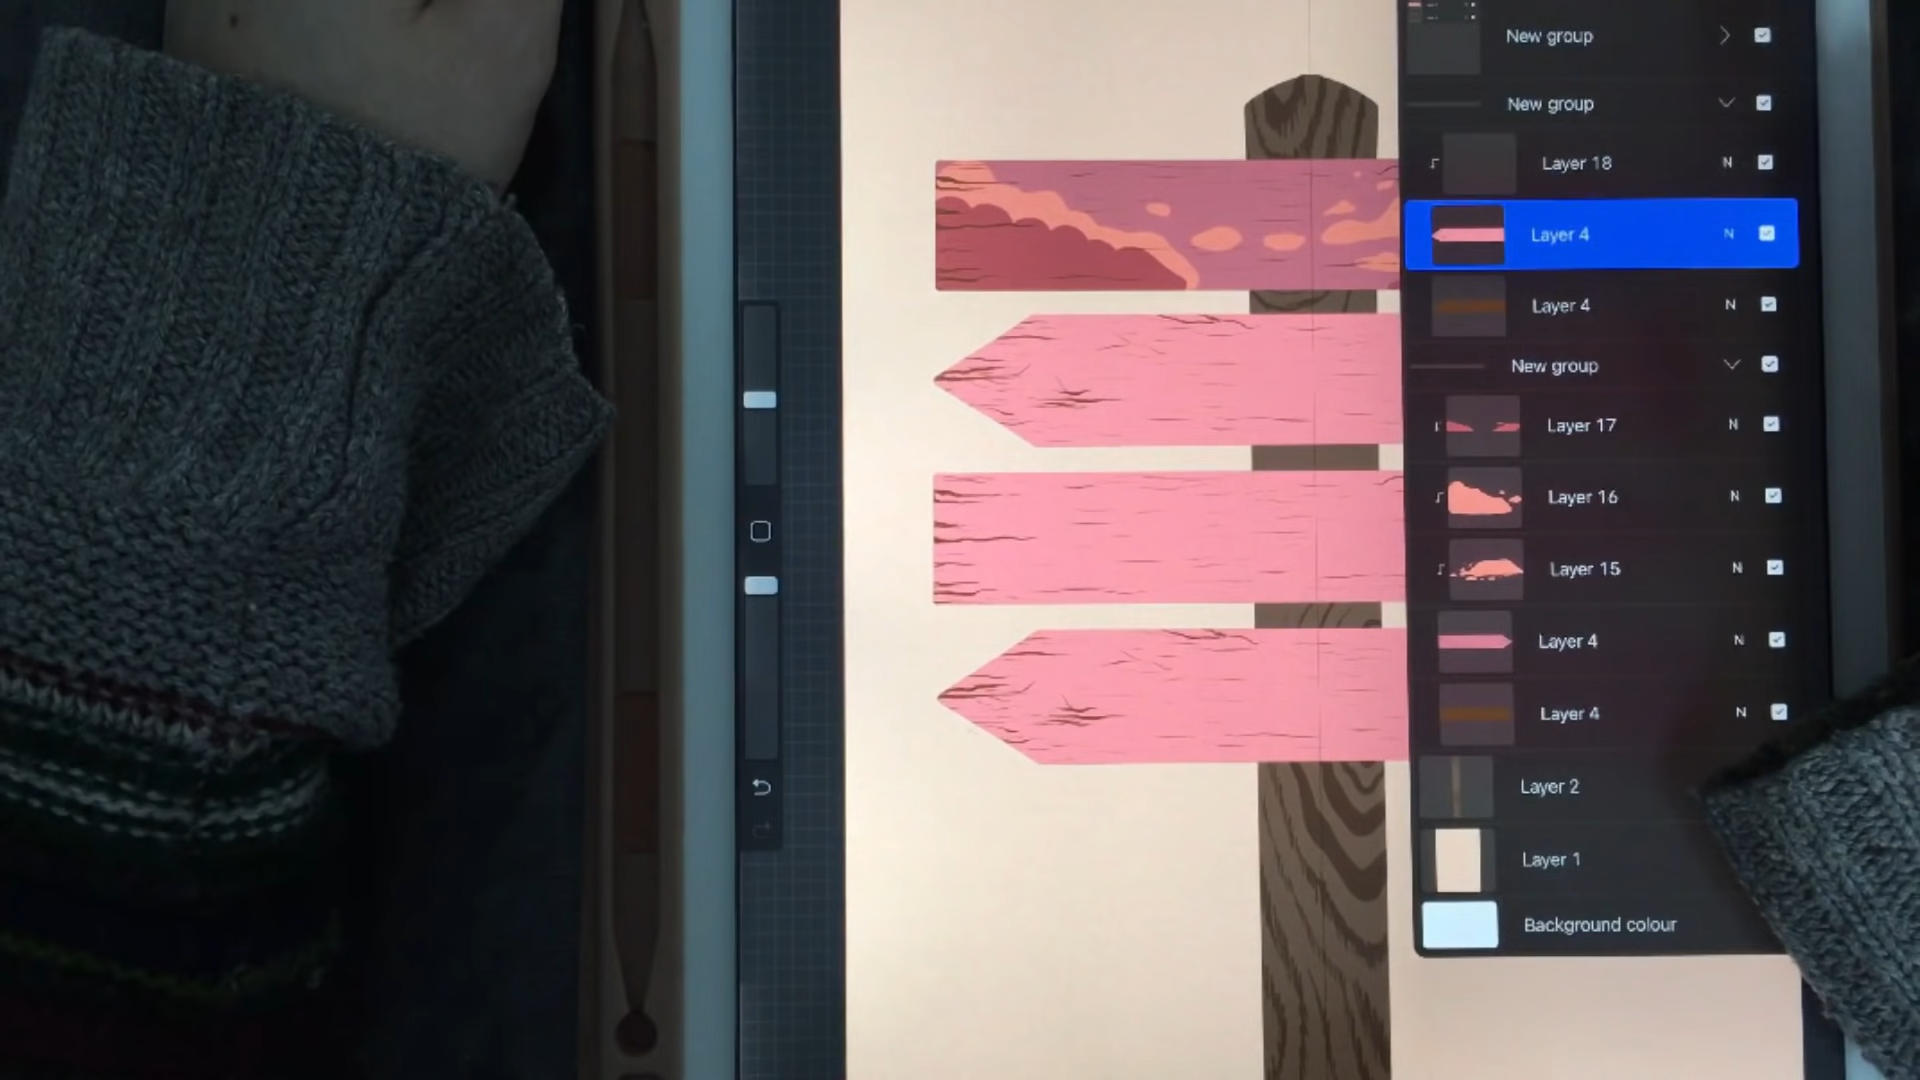 New group
New group
Layer 18 N
Layer 4 N
Layer 4 N
New group
Layer 17 N
Layer 16 N
Layer 15 N
Layer 4 N
Layer 4 N
Layer 2
Layer 1
Background colour